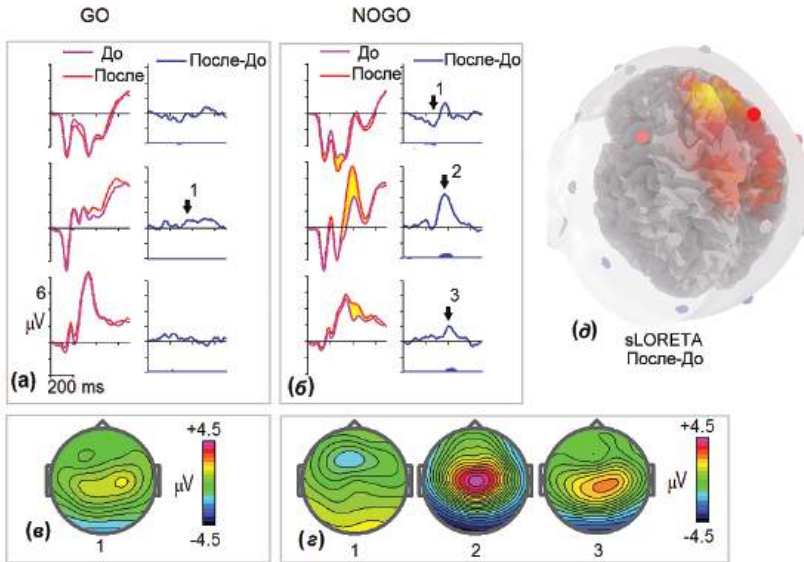 GO
NOGO
До
После
После-До
До
После
После-До
1
1
2
6
μV
3
(а)
200 ms
(б)
(д)
sLORETA
После-До
+4.5
μV
-4.5
(в)
1
+4.5
μV
-4.5
(г)
1
2
3